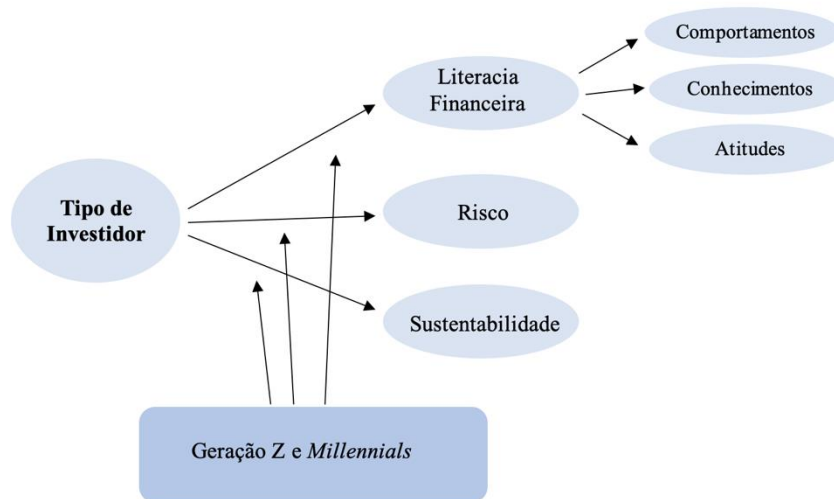 Comportamentos
Literacia
Financeira
Conhecimentos
Atitudes
Tipo de
Investidor
Risco
Sustentabilidade
Geração Z e Millennials